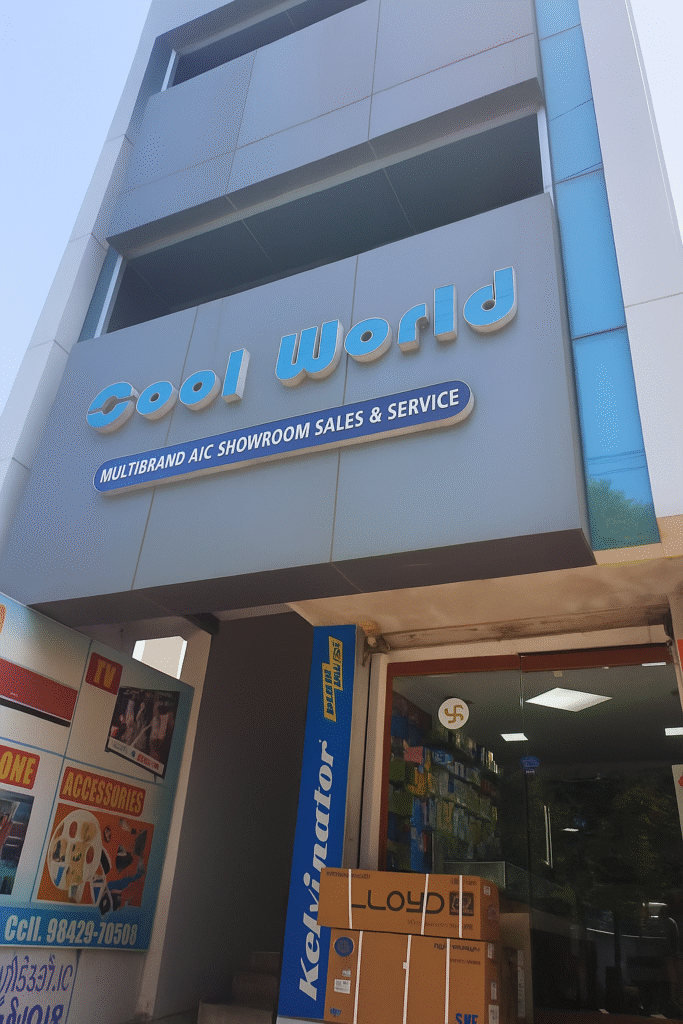 Cool World
MULTIBRAND A/C SHOWROOM SALES & SERVICE
TV
ONE
ACCESSORIES
Cell. 98429-70508
Kelvinator
LLOYD